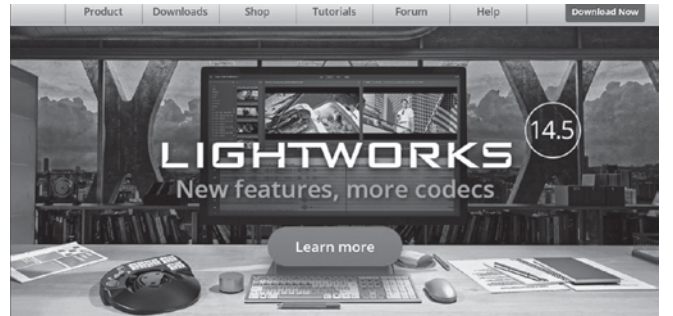 Product Downloads Shop Tutorials Forum Help Download Now
14.5
LIGHTWORKS
New features, more codecs
Learn more